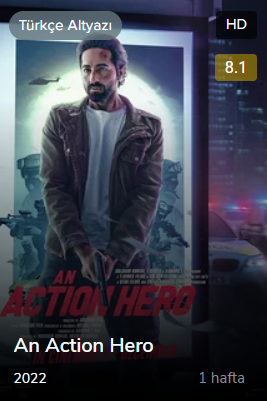 Türkçe Altyazı
HD
8.1
AN
ACTION HERO
An Action Hero
2022
1 hafta